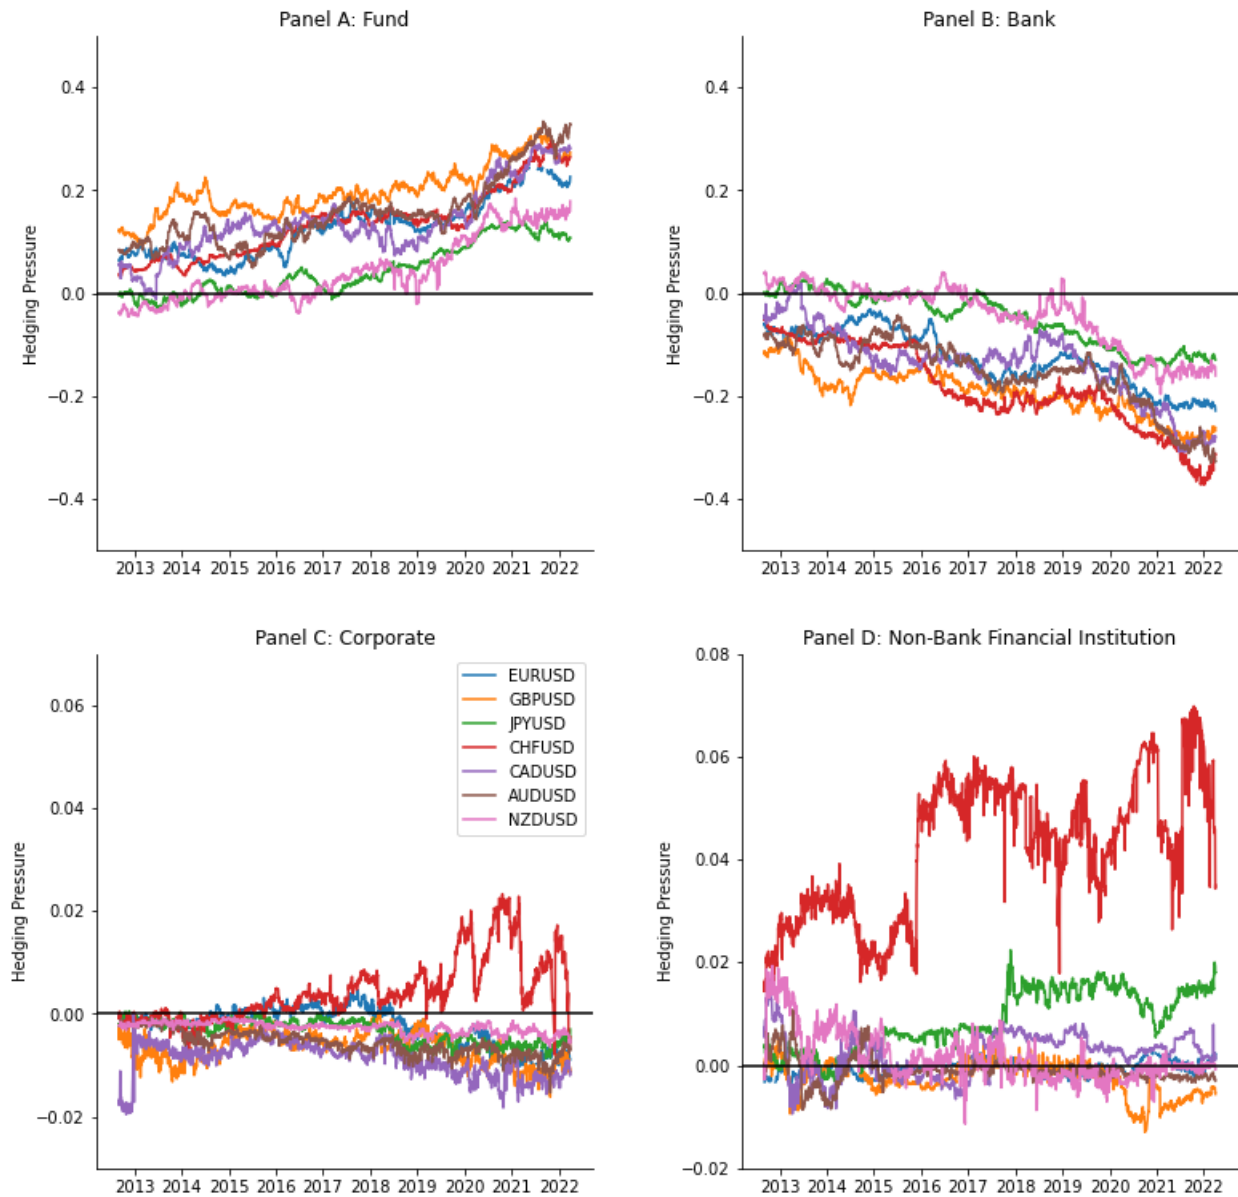 Panel A: Fund
Hedging Pressure
0.4
0.2
0.0
−0.2
−0.4
2013 2014 2015 2016 2017 2018 2019 2020 2021 2022
Panel B: Bank
Hedging Pressure
0.4
0.2
0.0
−0.2
−0.4
2013 2014 2015 2016 2017 2018 2019 2020 2021 2022
Panel C: Corporate
Hedging Pressure
0.06
0.04
0.02
0.00
−0.02
EURUSD
GBPUSD
JPYUSD
CHFUSD
CADUSD
AUDUSD
NZDUSD
2013 2014 2015 2016 2017 2018 2019 2020 2021 2022
Panel D: Non-Bank Financial Institution
Hedging Pressure
0.08
0.06
0.04
0.02
0.00
−0.02
2013 2014 2015 2016 2017 2018 2019 2020 2021 2022